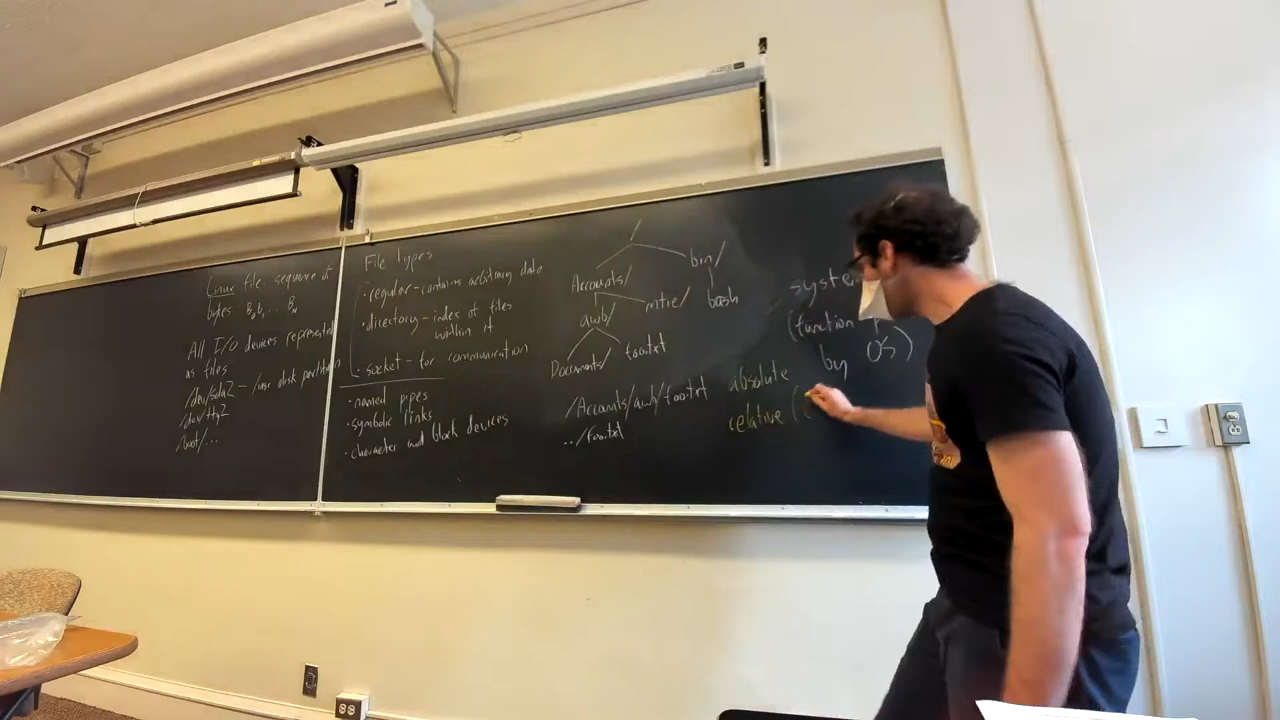 Linux file: sequence of
bytes B₀, b₁, ... Bₙ
All I/o devices represented
as files
/dev/sda2 - /usr disk partition
/dev/tty2
/boot/...
File types
• regular - contains arbitrary data
• directory - index of files
within it
• socket - for communication
• named pipes
• symbolic links
• character and block devices
/
Accounts/
bin/
awb/
mtie/
bash
Documents/
foo.txt
/Accounts/awb/foo.txt
../foo.txt
absolute
relative (
syste
(function
by OS)